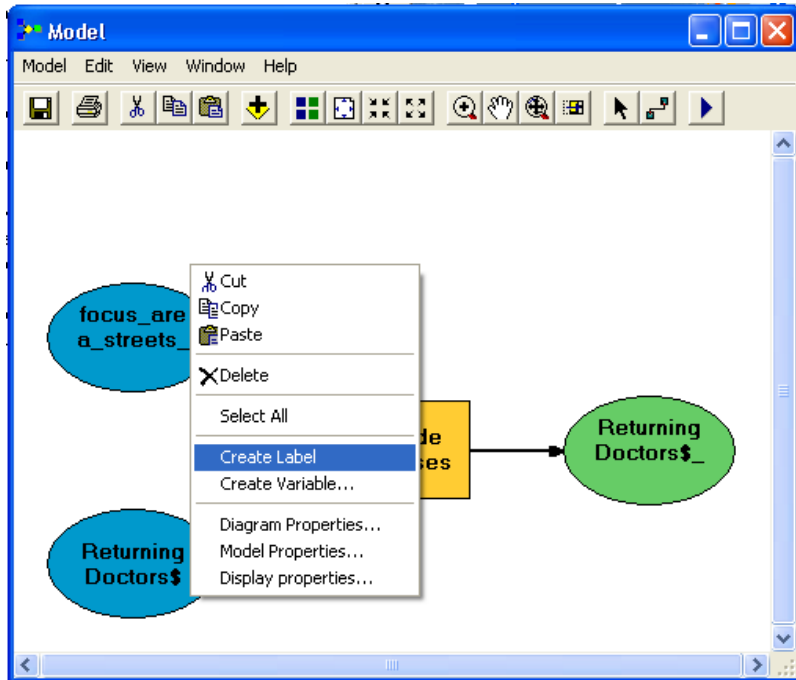 Model
Model Edit View Window Help
focus_are
a_streets_
Cut
Copy
Paste
Delete
Select All
Create Label
Create Variable...
Diagram Properties...
Model Properties...
Display properties...
de
ses
Returning
Doctors$_
Returning
Doctors$